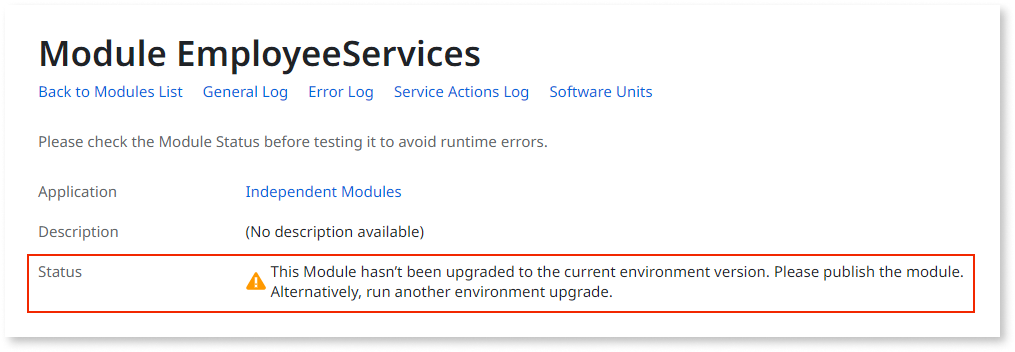 Module EmployeeServices
Back to Modules List General Log Error Log Service Actions Log Software Units
Please check the Module Status before testing it to avoid runtime errors.
Application Independent Modules
Description (No description available)
Status This Module hasn’t been upgraded to the current environment version. Please publish the module.
Alternatively, run another environment upgrade.